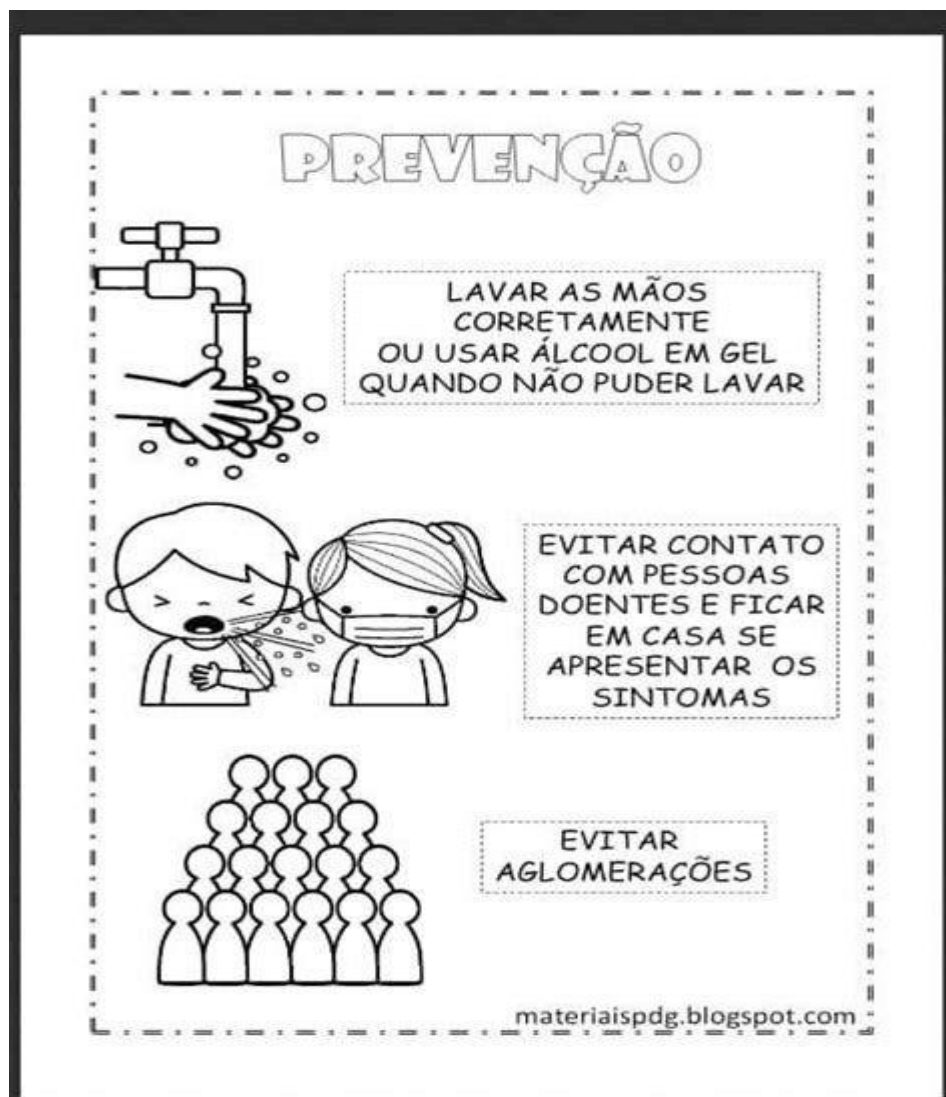 PREVENÇÃO
LAVAR AS MÃOS
CORRETAMENTE
OU USAR ÁLCOOL EM GEL
QUANDO NÃO PUDER LAVAR
EVITAR CONTATO
COM PESSOAS
DOENTES E FICAR
EM CASA SE
APRESENTAR OS
SINTOMAS
EVITAR
AGLOMERAÇÕES
materiaispdg.blogspot.com